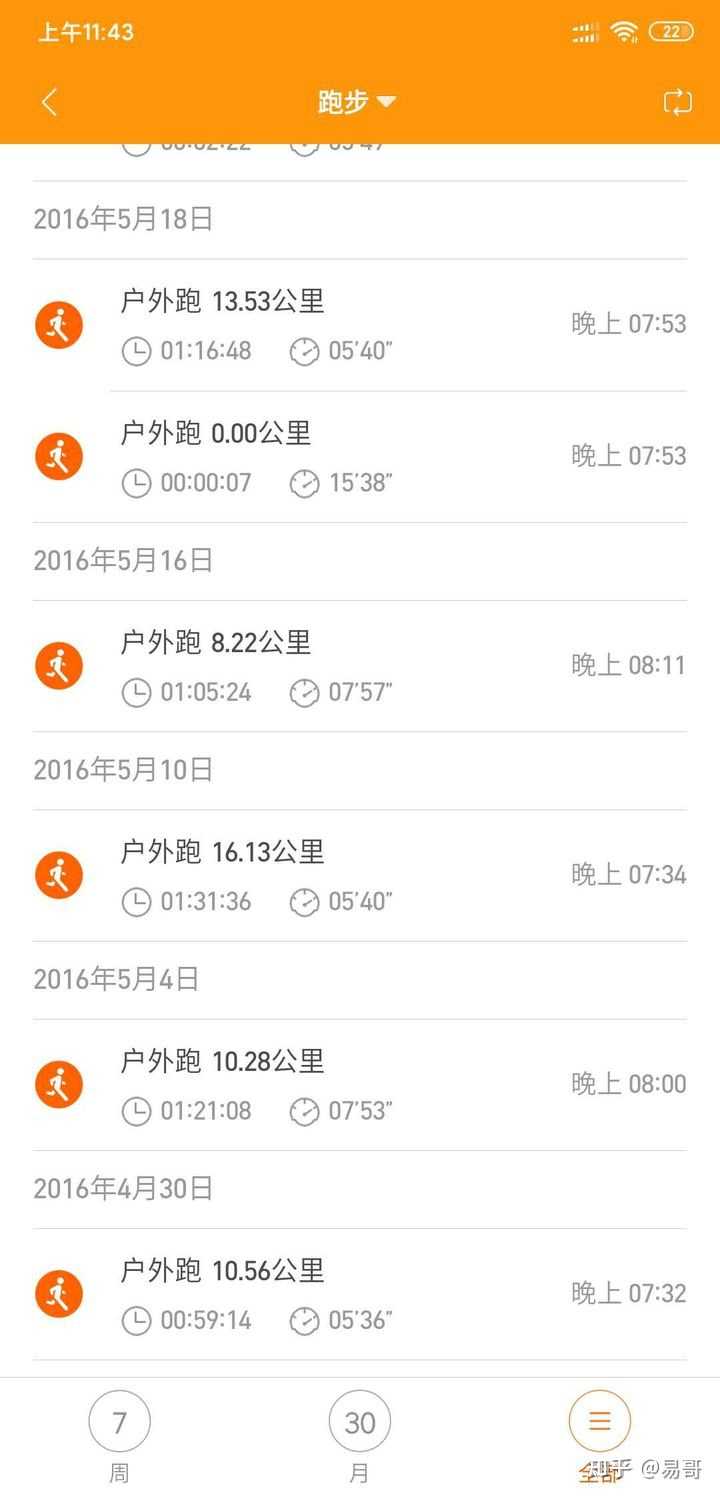 上午11:43
22
跑步
2016年5月18日
户外跑 13.53公里
晚上 07:53
01:16:48 05'40"
户外跑 0.00公里
晚上 07:53
00:00:07 15'38"
2016年5月16日
户外跑 8.22公里
晚上 08:11
01:05:24 07'57"
2016年5月10日
户外跑 16.13公里
晚上 07:34
01:31:36 05'40"
2016年5月4日
户外跑 10.28公里
晚上 08:00
01:21:08 07'53"
2016年4月30日
户外跑 10.56公里
晚上 07:32
00:59:14 05'36"
7 30
周 月 全部
知乎 @易哥